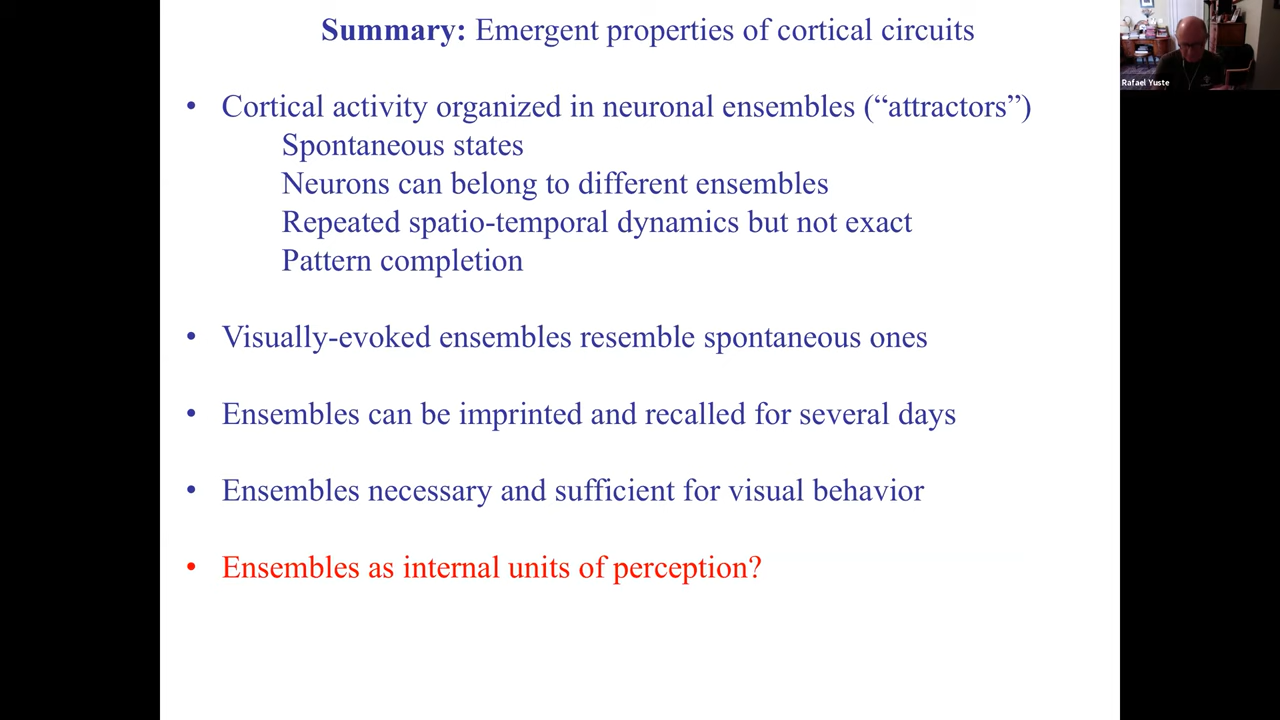 Summary: Emergent properties of cortical circuits
Rafael Yuste
• Cortical activity organized in neuronal ensembles (“attractors”)
Spontaneous states
Neurons can belong to different ensembles
Repeated spatio-temporal dynamics but not exact
Pattern completion
• Visually-evoked ensembles resemble spontaneous ones
• Ensembles can be imprinted and recalled for several days
• Ensembles necessary and sufficient for visual behavior
• Ensembles as internal units of perception?